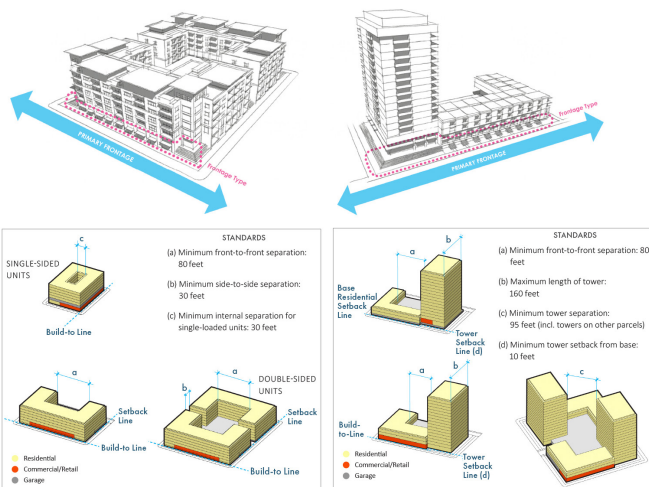 PRIMARY FRONTAGE
frontage Type
PRIMARY FRONTAGE
frontage Type
c
SINGLE-SIDED
UNITS
Build-to Line
STANDARDS
(a) Minimum front-to-front separation:
80 feet
(b) Minimum side-to-side separation:
30 feet
(c) Minimum internal separation for
single-loaded units: 30 feet
a
Setback
Line
Build-to Line
b
a
DOUBLE-SIDED
UNITS
Setback
Line
Build-to Line
Residential
Commercial/Retail
Garage
a
b
Base
Residential
Setback
Line
Tower
Setback
Line (d)
STANDARDS
(a) Minimum front-to-front separation: 80
feet
(b) Maximum length of tower:
160 feet
(c) Minimum tower separation:
95 feet (incl. towers on other parcels)
(d) Minimum tower setback from base:
10 feet
a
b
Build-
to-Line
Tower
Setback
Line (d)
c
Residential
Commercial/Retail
Garage